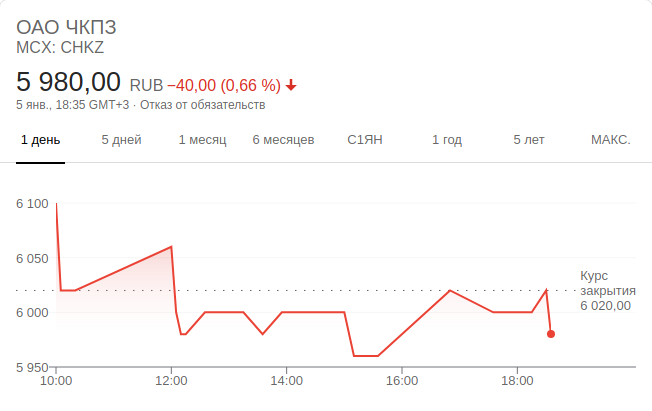 ОАО ЧКПЗ
MCX: CHKZ
5 980,00 RUB −40,00 (0,66 %)
5 янв., 18:35 GMT+3 · Отказ от обязательств
1 день 5 дней 1 месяц 6 месяцев С1ЯН 1 год 5 лет МАКС.
6 100
6 050
Курс
закрытия
6 020,00
6 000
5 950
10:00 12:00 14:00 16:00 18:00